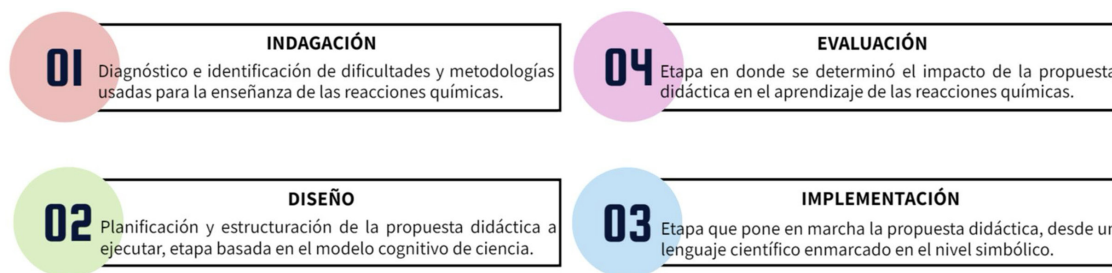 01
INDAGACIÓN
Diagnóstico e identificación de dificultades y metodologías
usadas para la enseñanza de las reacciones químicas.
02
DISEÑO
Planificación y estructuración de la propuesta didáctica a
ejecutar, etapa basada en el modelo cognitivo de ciencia.
03
IMPLEMENTACIÓN
Etapa que pone en marcha la propuesta didáctica, desde un
lenguaje científico enmarcado en el nivel simbólico.
04
EVALUACIÓN
Etapa en donde se determinó el impacto de la propuesta
didáctica en el aprendizaje de las reacciones químicas.